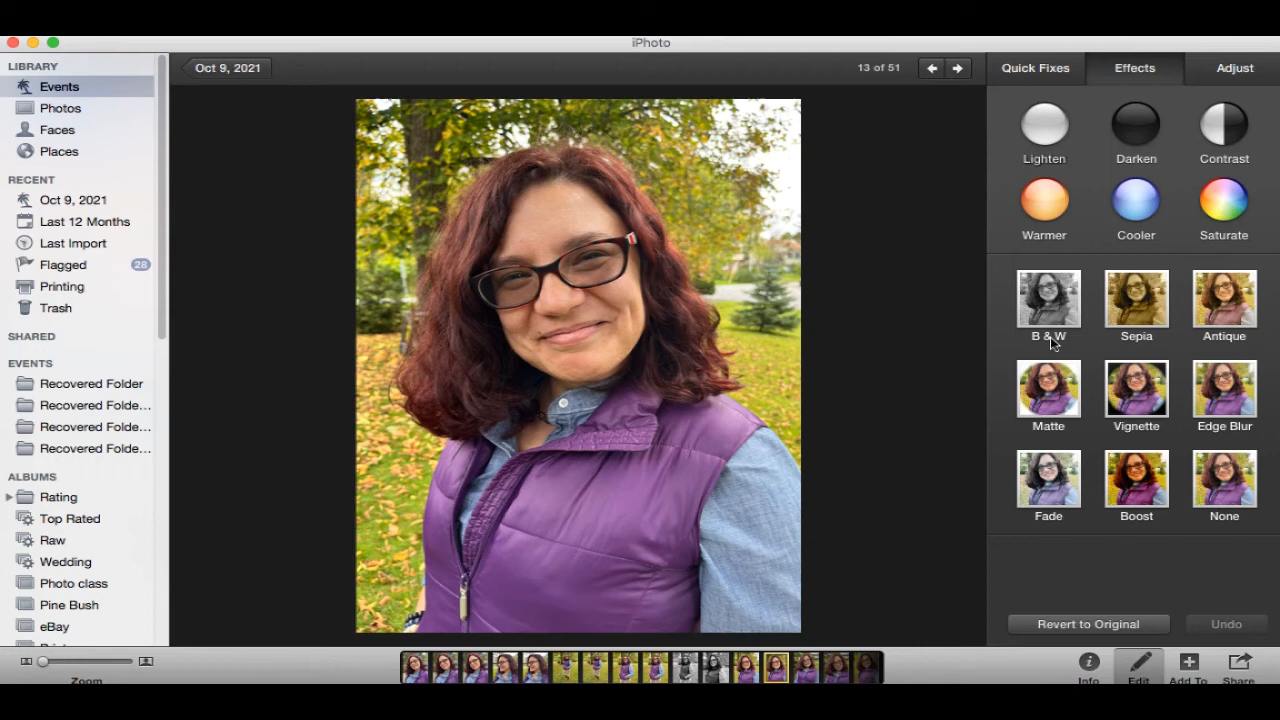 iPhoto
LIBRARY
Events
Photos
Faces
Places
RECENT
Oct 9, 2021
Last 12 Months
Last Import
Flagged 28
Printing
Trash
SHARED
EVENTS
Recovered Folder
Recovered Folde...
Recovered Folde...
Recovered Folde...
ALBUMS
Rating
Top Rated
Raw
Wedding
Photo class
Pine Bush
eBay
Zoom
Oct 9, 2021
13 of 51
Quick Fixes Effects Adjust
Lighten Darken Contrast
Warmer Cooler Saturate
B & W Sepia Antique
Matte Vignette Edge Blur
Fade Boost None
Revert to Original Undo
Info Edit Add To Share